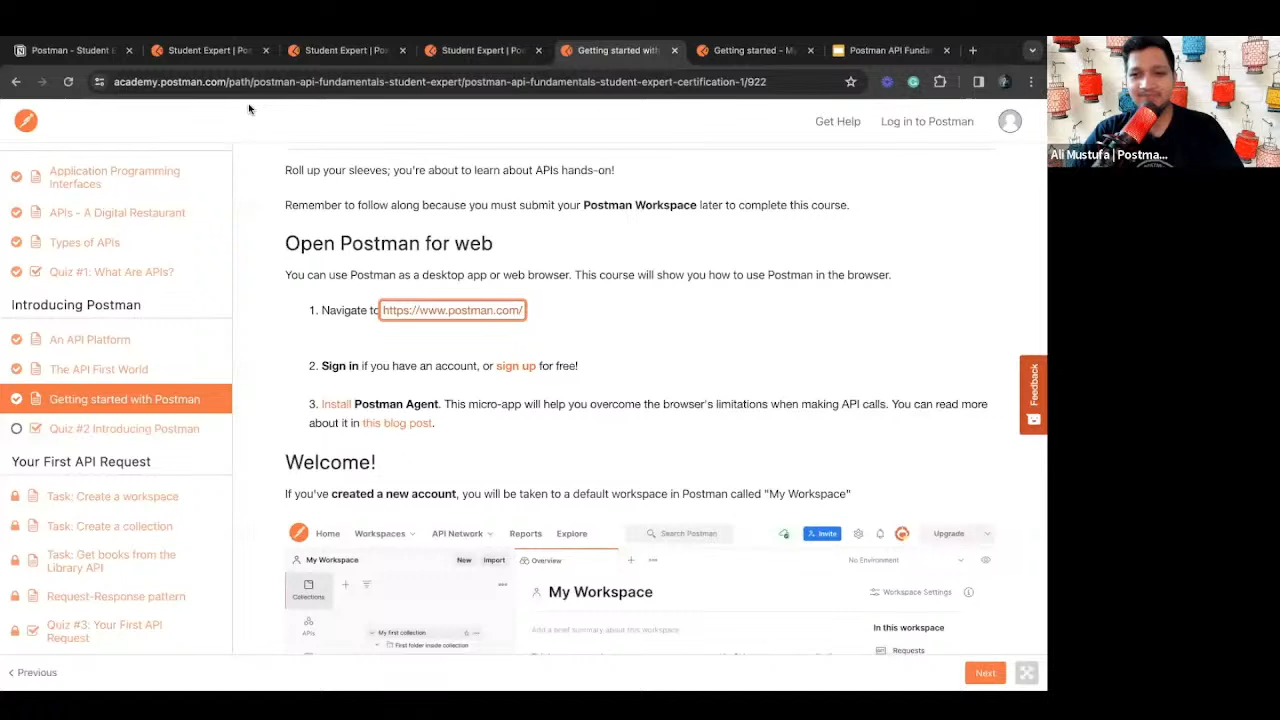 Postman - Student E
Student Expert | Pos
Student Expert | Pos
Student Expert | Pos
Getting started with
Getting started - My
Postman API Funda
academy.postman.com/path/postman-api-fundamentals-student-expert/postman-api-fundamentals-student-expert-certification-1/922
Get Help
Log in to Postman
Ali Mustufa | Postma...
Application Programming
Interfaces
APIs - A Digital Restaurant
Types of APIs
Quiz #1: What Are APIs?
Introducing Postman
An API Platform
The API First World
Getting started with Postman
Quiz #2 Introducing Postman
Your First API Request
Task: Create a workspace
Task: Create a collection
Task: Get books from the
Library API
Request-Response pattern
Quiz #3: Your First API
Request
Roll up your sleeves; you're about to learn about APIs hands-on!
Remember to follow along because you must submit your Postman Workspace later to complete this course.
Open Postman for web
You can use Postman as a desktop app or web browser. This course will show you how to use Postman in the browser.
1. Navigate to https://www.postman.com/
2. Sign in if you have an account, or sign up for free!
3. Install Postman Agent. This micro-app will help you overcome the browser's limitations when making API calls. You can read more
about it in this blog post.
Welcome!
If you've created a new account, you will be taken to a default workspace in Postman called "My Workspace"
Home Workspaces API Network Reports Explore Search Postman Invite Upgrade
My Workspace New Import Overview No Environment
Collections
My Workspace
Workspace Settings
APIs
My first collection
First folder inside collection
Add a brief summary about this workspace
In this workspace
Requests
Feedback
Previous
Next